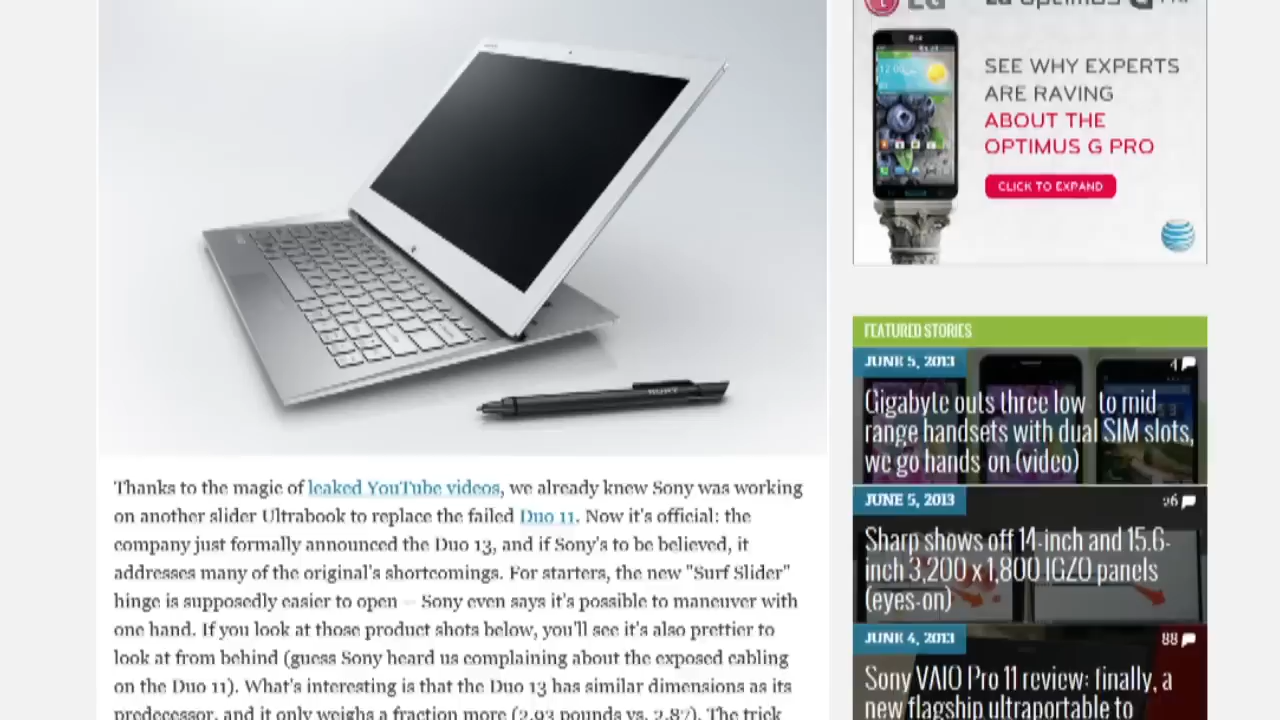 SONY
Thanks to the magic of leaked YouTube videos, we already knew Sony was working
on another slider Ultrabook to replace the failed Duo 11. Now it's official: the
company just formally announced the Duo 13, and if Sony's to be believed, it
addresses many of the original's shortcomings. For starters, the new "Surf Slider"
hinge is supposedly easier to open — Sony even says it's possible to maneuver with
one hand. If you look at those product shots below, you'll see it's also prettier to
look at from behind (guess Sony heard us complaining about the exposed cabling
on the Duo 11). What's interesting is that the Duo 13 has similar dimensions as its
predecessor, and it only weighs a fraction more (2.93 pounds vs. 2.87). The trick
LG
LG Optimus G PRO
SEE WHY EXPERTS
ARE RAVING
ABOUT THE
OPTIMUS G PRO
CLICK TO EXPAND
FEATURED STORIES
JUNE 5, 2013
4
Gigabyte outs three low to mid
range handsets with dual SIM slots,
we go hands on (video)
JUNE 5, 2013
26
Sharp shows off 14-inch and 15.6-
inch 3,200 x 1,800 IGZO panels
(eyes-on)
JUNE 4, 2013
88
Sony VAIO Pro 11 review: finally, a
new flagship ultraportable to